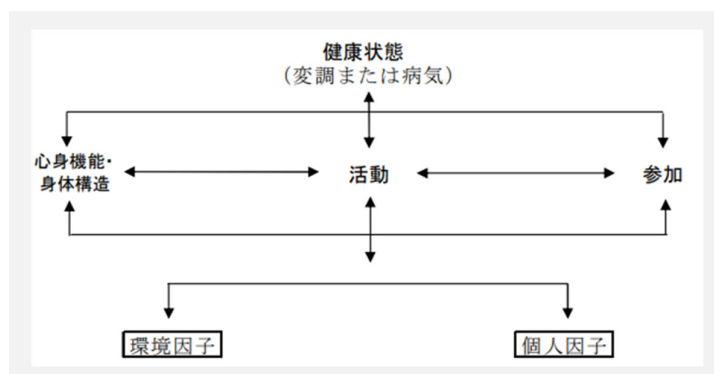 健康状態
（変調または病気）
心身機能・
身体構造
活動
参加
環境因子
個人因子